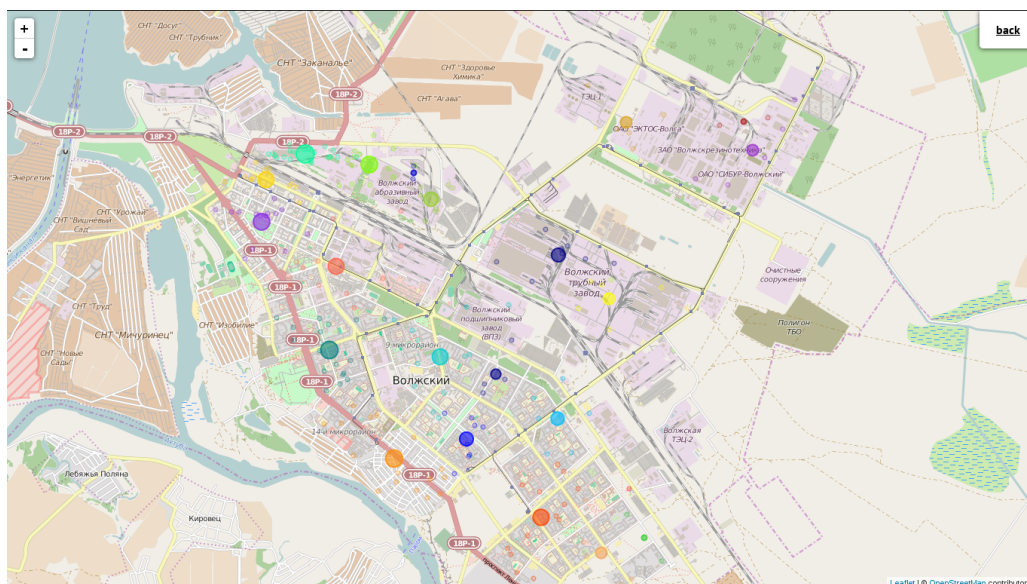 +
-
back
СНТ "Досуг"
СНТ "Трубник"
СНТ "Заканалье"
СНТ "Здоровье
Химика"
СНТ "Агава"
18Р-2
ТЭЦ-1
18Р-2
18Р-2
18Р-2
ОАО "ЭКТОС-Волга"
ЗАО "Волжскрезинотехника"
ОАО "СИБУР-Волжский"
Волжский
абразивный
завод
"Энергетик"
СНТ "Урожай"
СНТ "Вишневый
Сад"
18Р-1
Волжский
трубный
завод
Очистные
сооружения
18Р-1
СНТ "Труд"
СНТ "Мичуринец"
СНТ "Изобилие"
Волжский
подшипниковый
завод
(ВПЗ)
Полигон
ТБО
18Р-1
9-микрорайон
СНТ "Новые
Сады"
18Р-1
Волжский
14-й микрорайон
Волжская
ТЭЦ-2
18Р-1
Лебяжья Поляна
Кировец
18Р-1
Leaflet | © OpenStreetMap contributor